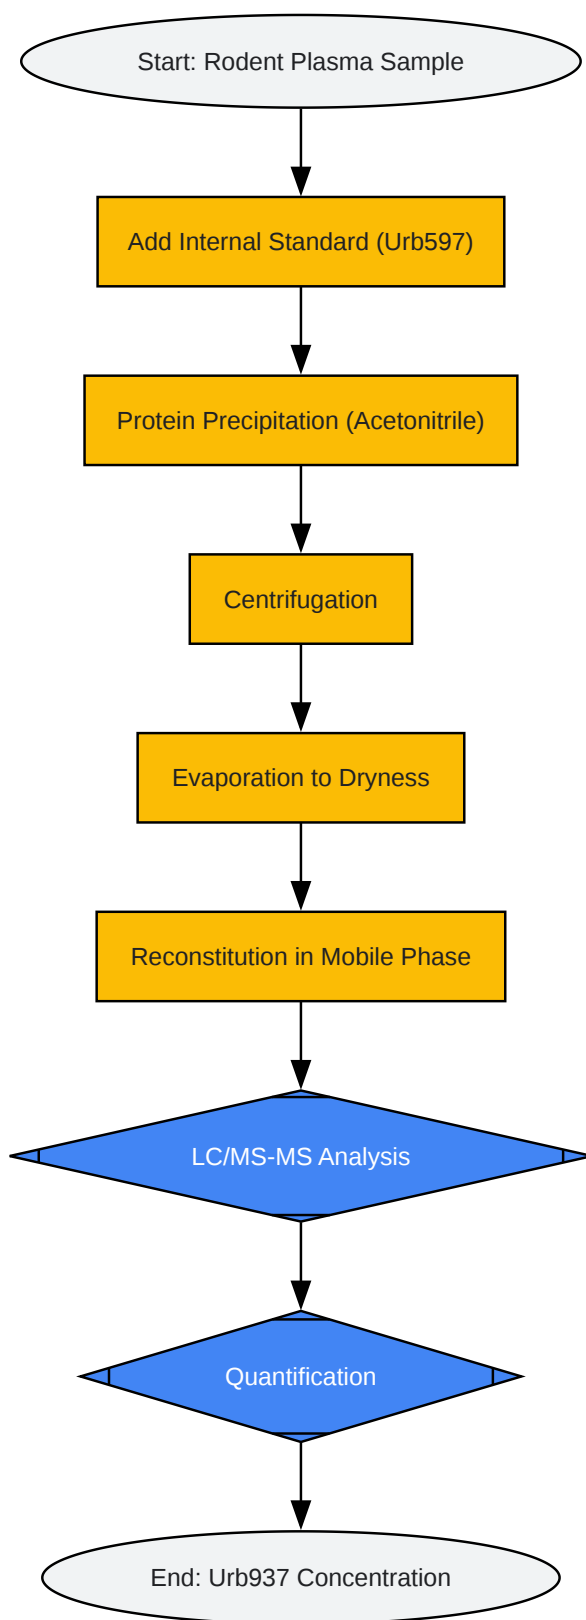 Start: Rodent Plasma Sample
Add Internal Standard (Urb597)
Protein Precipitation (Acetonitrile)
Centrifugation
Evaporation to Dryness
Reconstitution in Mobile Phase
LC/MS-MS Analysis
Quantification
End: Urb937 Concentration